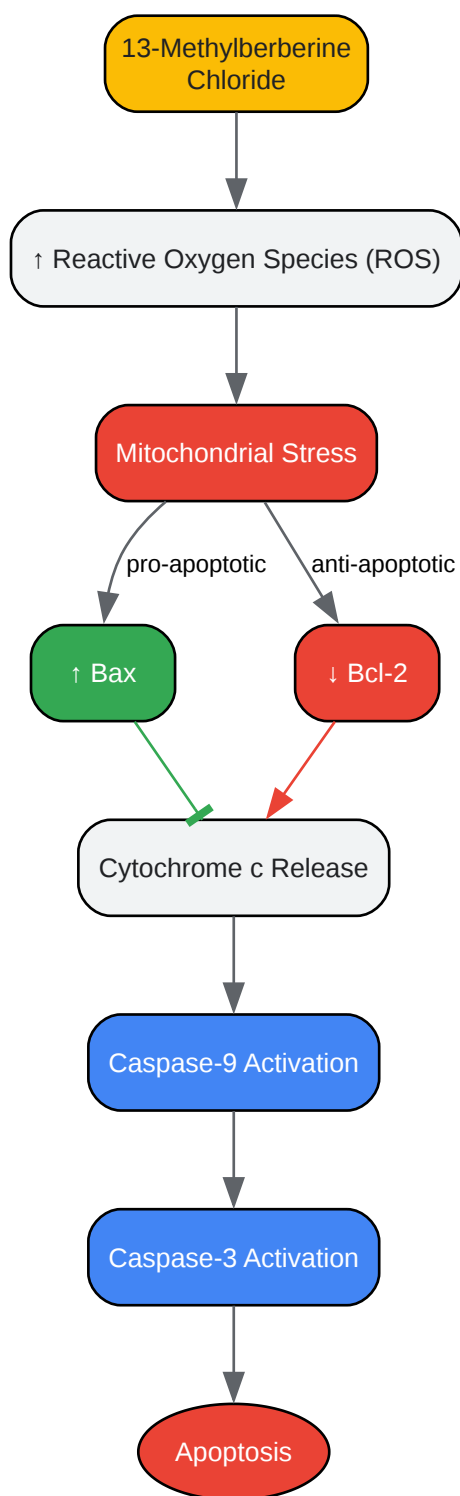 13-Methylberberine
Chloride
↑ Reactive Oxygen Species (ROS)
Mitochondrial Stress
pro-apoptotic
anti-apoptotic
↑ Bax
↓ Bcl-2
Cytochrome c Release
Caspase-9 Activation
Caspase-3 Activation
Apoptosis